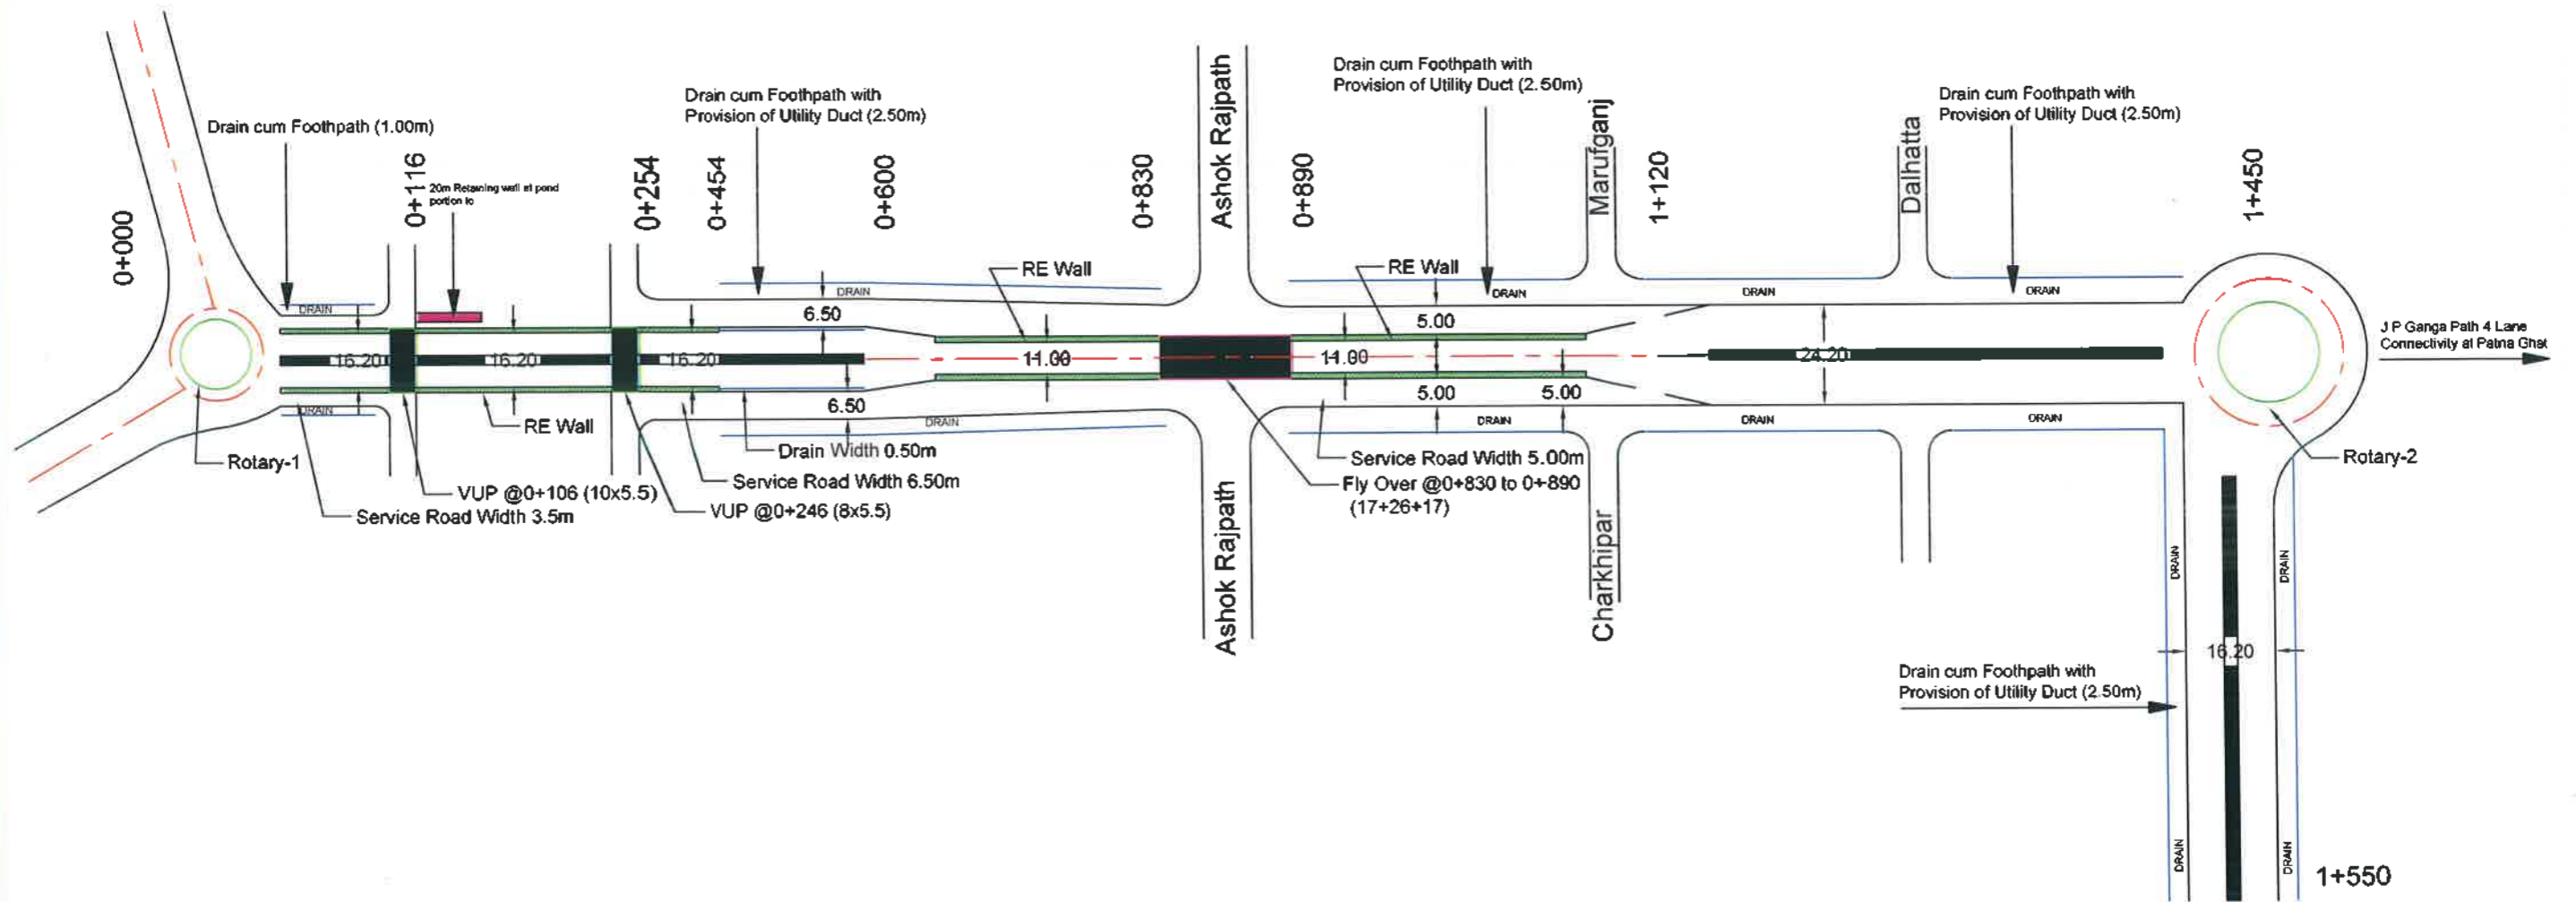 Drain cum Footpath (1.00m)
Drain cum Footpath with
Provision of Utility Duct (2.50m)
Drain cum Footpath with
Provision of Utility Duct (2.50m)
Drain cum Footpath with
Provision of Utility Duct (2.50m)
0+000
0+116
20m Retaining wall at pond
portion lc
0+254
0+454
0+600
0+830
Ashok Rajpath
0+890
Marufganj
1+120
Dalhatta
1+450
RE Wall
RE Wall
DRAIN
DRAIN
DRAIN
DRAIN
DRAIN
6.50
5.00
16.20
16.20
16.20
11.00
11.00
24.20
J P Ganga Path 4 Lane
Connectivity at Patna Ghat
DRAIN
6.50
5.00
5.00
DRAIN
DRAIN
DRAIN
DRAIN
RE Wall
Drain Width 0.50m
Rotary-1
Service Road Width 5.00m
Rotary-2
Service Road Width 6.50m
Fly Over @0+830 to 0+890
(17+26+17)
VUP @0+106 (10x5.5)
Service Road Width 3.5m
VUP @0+246 (8x5.5)
Ashok Rajpath
Charkhipar
DRAIN
DRAIN
16.20
Drain cum Footpath with
Provision of Utility Duct (2.50m)
DRAIN
DRAIN
1+550